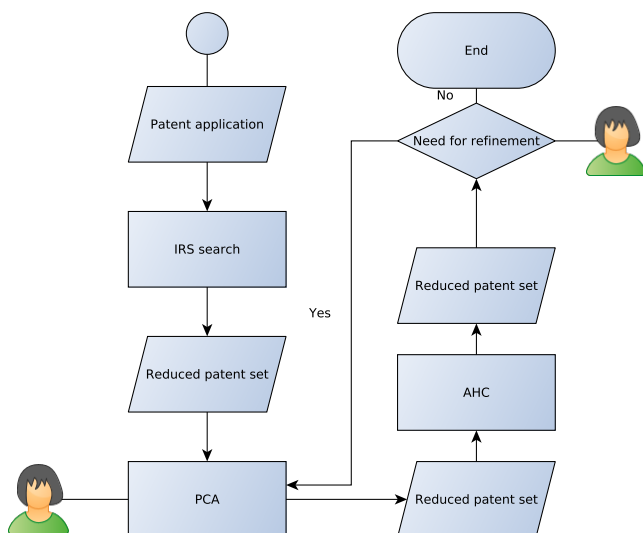 Patent application
IRS search
Reduced patent set
PCA
Reduced patent set
AHC
Reduced patent set
Need for refinement
Yes
No
End